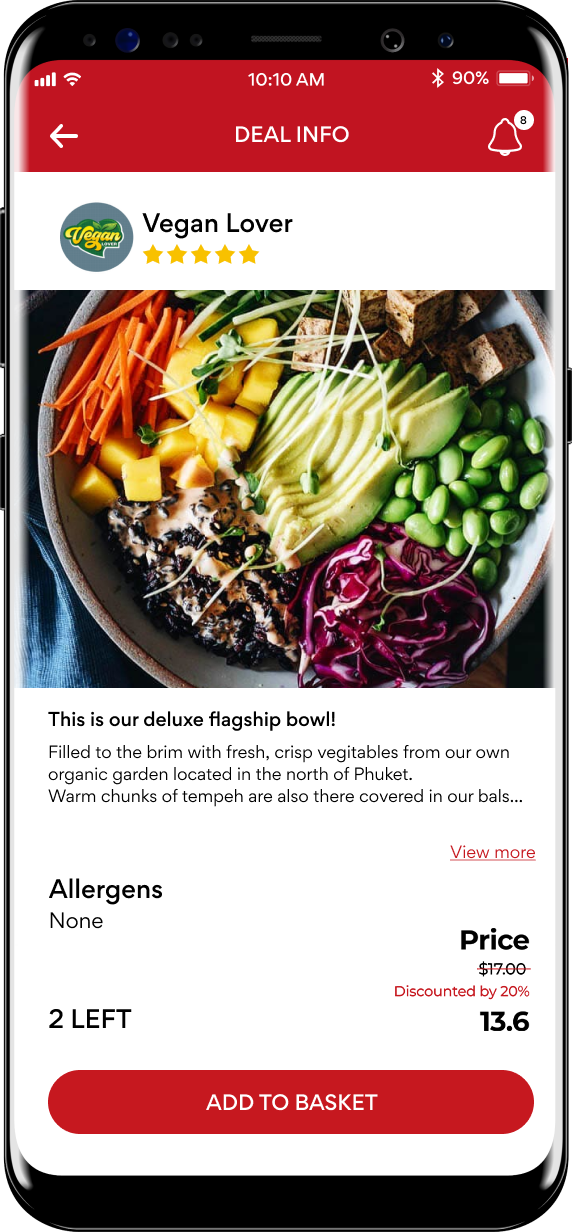 10:10 AM
90%
DEAL INFO
8
Vegan
LOVER
Vegan Lover
This is our deluxe flagship bowl!
Filled to the brim with fresh, crisp vegitables from our own
organic garden located in the north of Phuket.
Warm chunks of tempeh are also there covered in our bals...
View more
Allergens
None
Price
$17.00
Discounted by 20%
2 LEFT
13.6
ADD TO BASKET